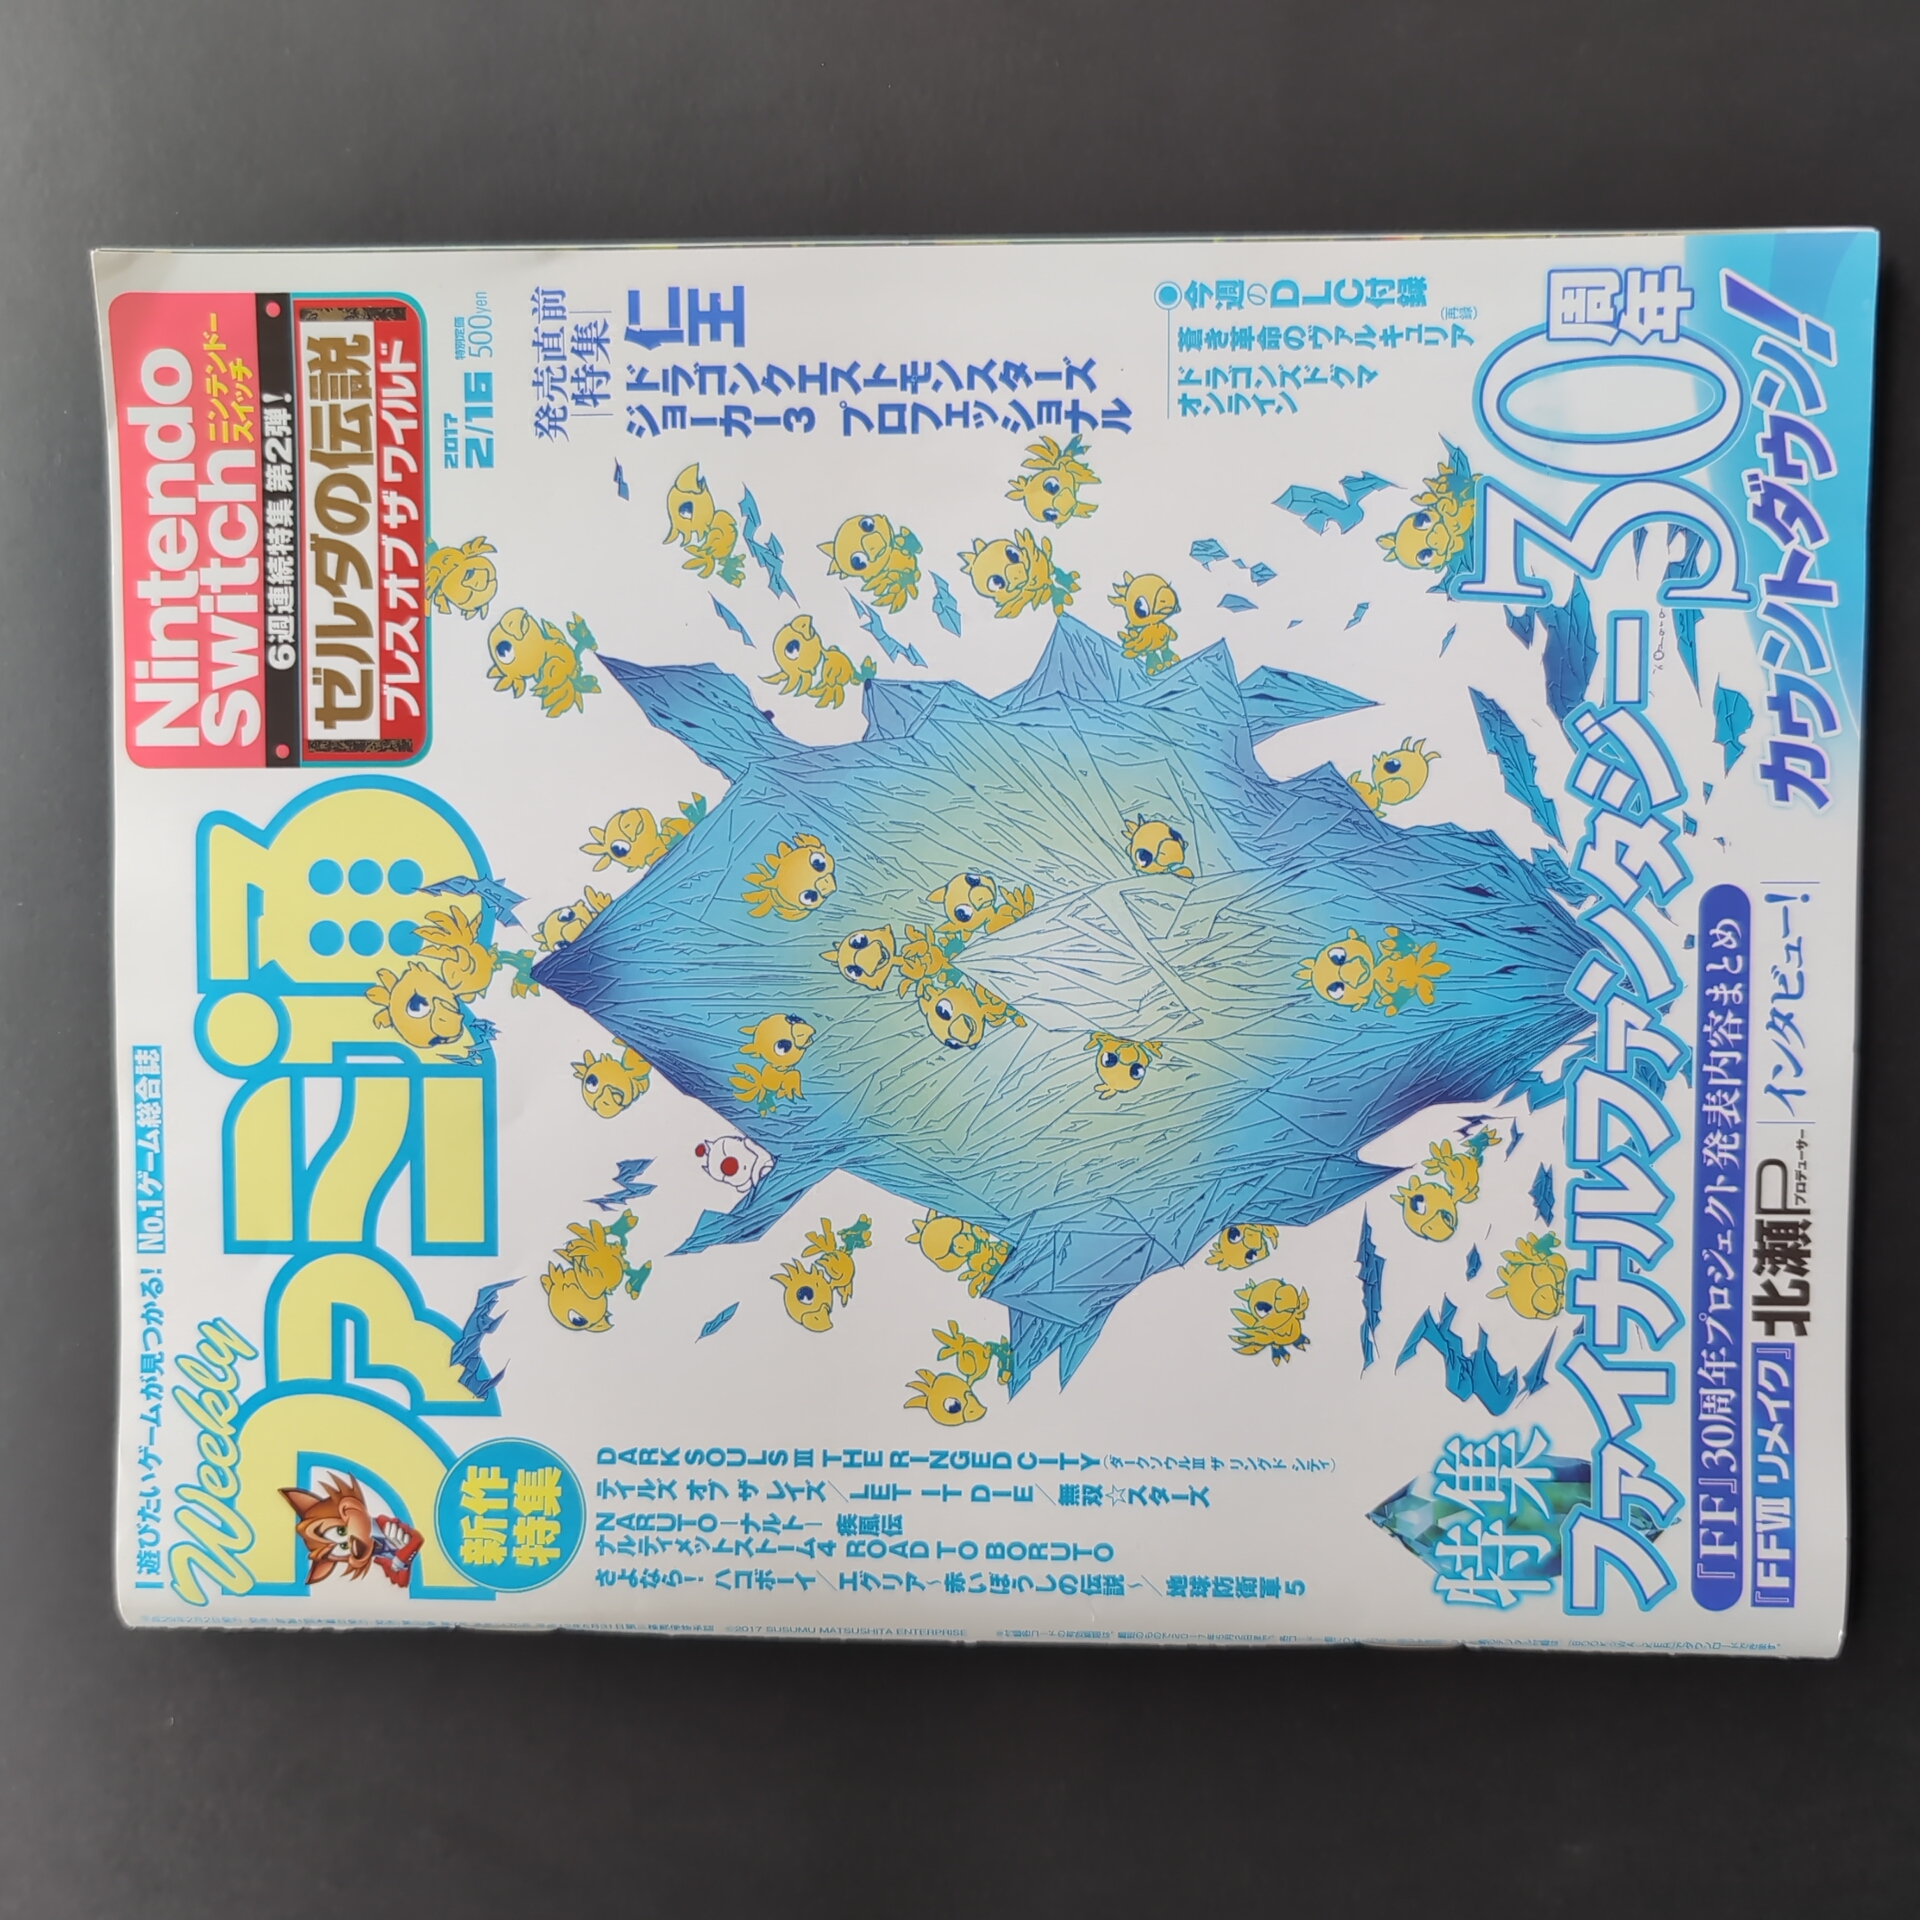 遊びたいゲームが見つかる! No.1ゲーム総合誌
Weekly
ファミ通
Nintendo
Switch
ニンテンドー
スイッチ
6週連続特集 第2弾!
ゼルダの伝説
ブレス オブ ザ ワイルド
2017
2/16
特別定価
500yen
新作
特集
DARK SOULS Ⅲ THE RINGED CITY(ダークソウルⅢ ザ リングド シティ)
テイルズ オブ ザ レイズ/LET IT DIE/無双☆スターズ
NARUTO-ナルト- 疾風伝
ナルティメットストーム4 ROAD TO BORUTO
さよなら! ハコボーイ/エグリア~赤いぼうしの伝説~/地球防衛軍5
発売直前
特集
仁王
ドラゴンクエストモンスターズ
ジョーカー3 プロフェッショナル
今週のDLC付録
蒼き革命のヴァルキュリア(再録)
ドラゴンズドグマ
オンライン
特集
ファイナルファンタジー30周年
カウントダウン!
『FF』30周年プロジェクト発表内容まとめ
『FFⅦ リメイク』北瀬Pプロデューサー インタビュー!